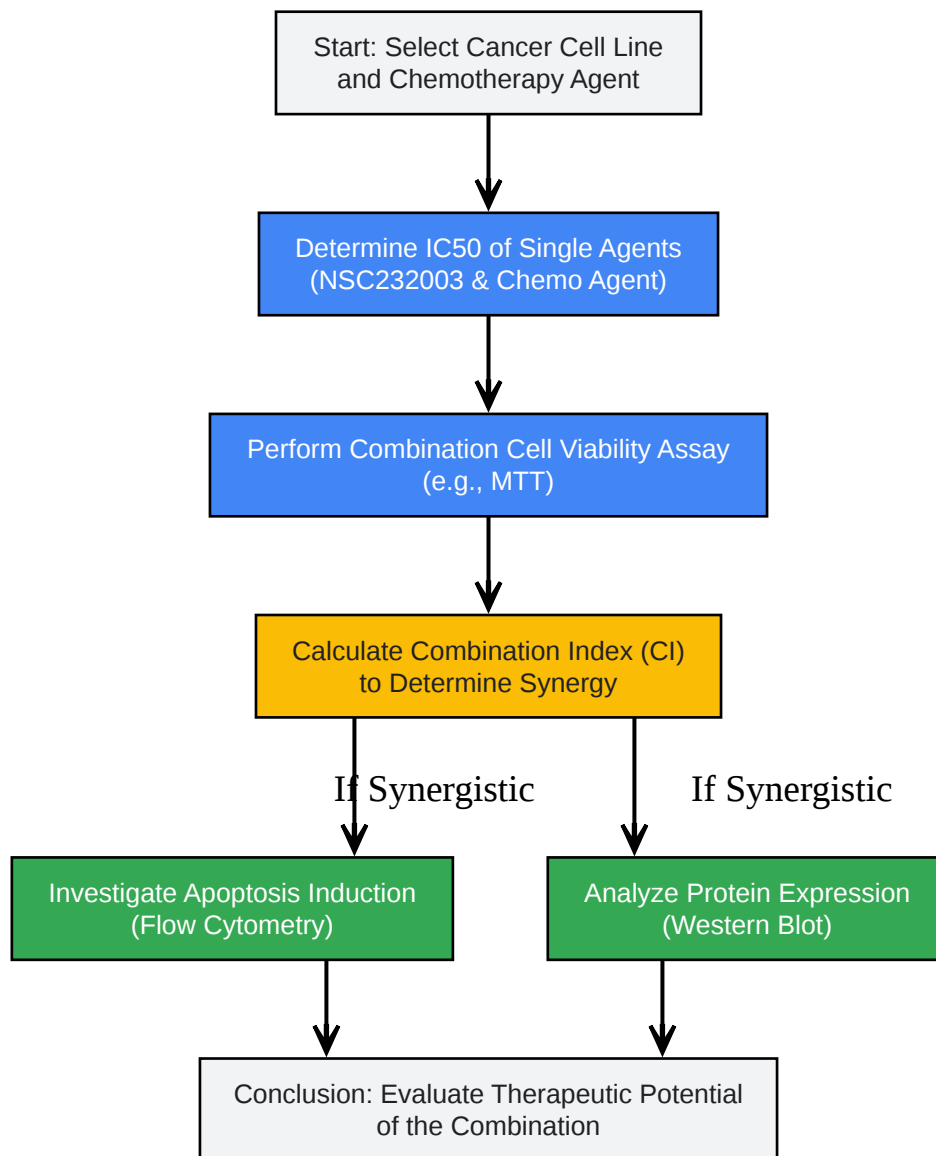 Start: Select Cancer Cell Line
and Chemotherapy Agent
Determine IC50 of Single Agents
(NSC232003 & Chemo Agent)
Perform Combination Cell Viability Assay
(e.g., MTT)
Calculate Combination Index (CI)
to Determine Synergy
If Synergistic
If Synergistic
Investigate Apoptosis Induction
(Flow Cytometry)
Analyze Protein Expression
(Western Blot)
Conclusion: Evaluate Therapeutic Potential
of the Combination